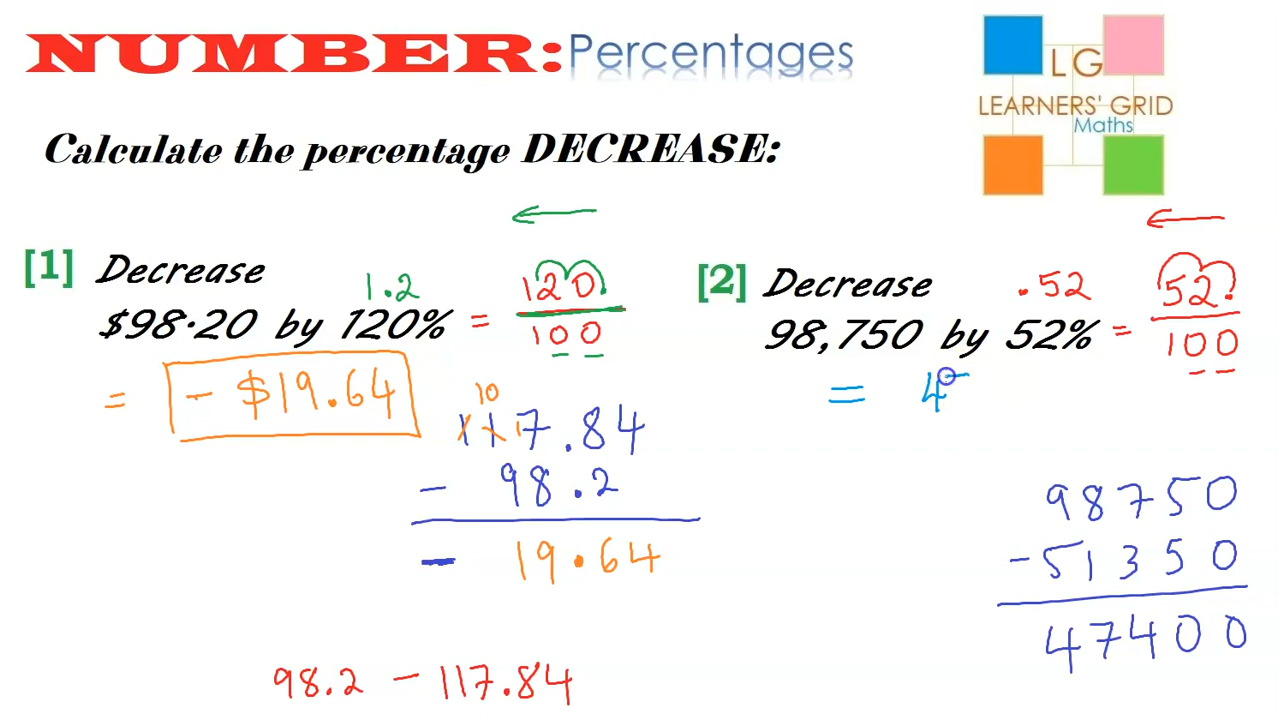 NUMBER: Percentages
LG
LEARNERS' GRID
Maths
Calculate the percentage DECREASE:
[1] Decrease
1.2
$98·20 by 120% = 120. / 100
= - $19.64
10
117.84
- 98.2
- 19.64
98.2 - 117.84
[2] Decrease
.52
98,750 by 52% = 52. / 100
= 4
98750
- 51350
47400